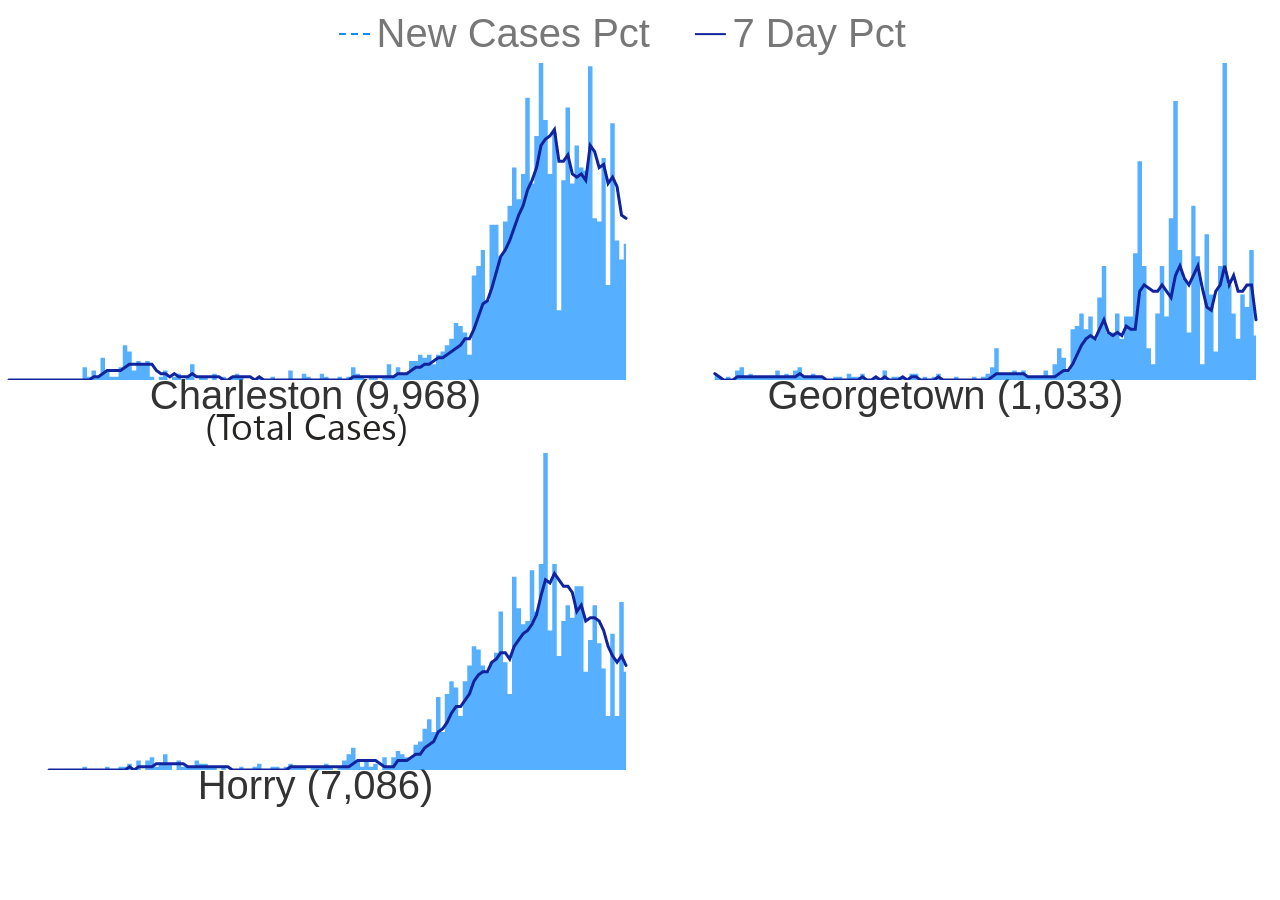 New Cases Pct 7 Day Pct
Charleston (9,968)
(Total Cases)
Georgetown (1,033)
Horry (7,086)